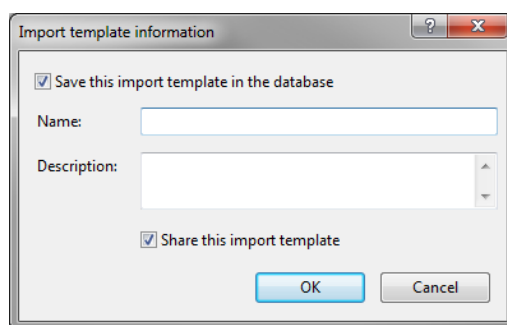 Import template information
Save this import template in the database
Name:
Description:
Share this import template
OK Cancel